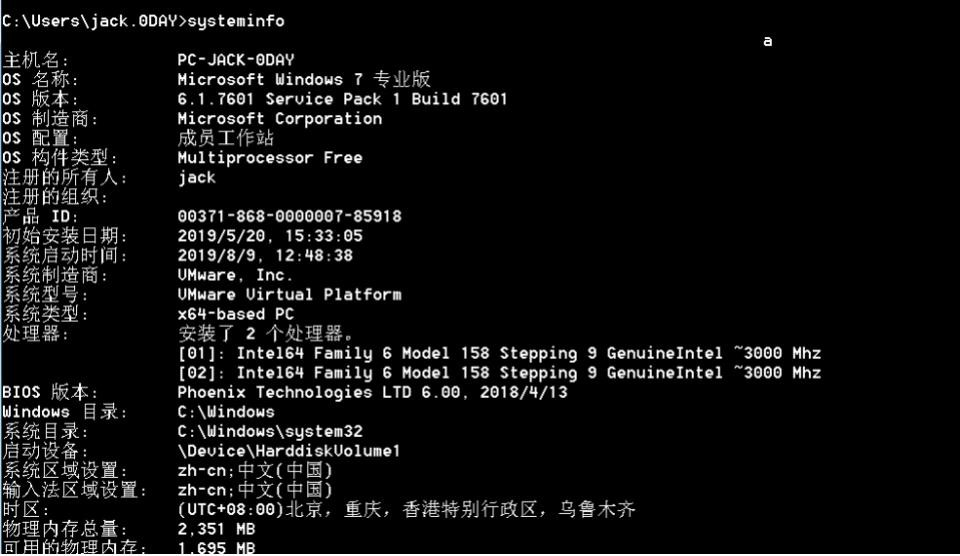 C:\Users\jack.0DAY>systeminfo
a
主机名: PC-JACK-0DAY
OS 名称: Microsoft Windows 7 专业版
OS 版本: 6.1.7601 Service Pack 1 Build 7601
OS 制造商: Microsoft Corporation
OS 配置: 成员工作站
OS 构件类型: Multiprocessor Free
注册的所有人: jack
注册的组织:
产品 ID: 00371-868-0000007-85918
初始安装日期: 2019/5/20, 15:33:05
系统启动时间: 2019/8/9, 12:48:38
系统制造商: VMware, Inc.
系统型号: VMware Virtual Platform
系统类型: x64-based PC
处理器: 安装了 2 个处理器。
[01]: Intel64 Family 6 Model 158 Stepping 9 GenuineIntel ~3000 Mhz
[02]: Intel64 Family 6 Model 158 Stepping 9 GenuineIntel ~3000 Mhz
BIOS 版本: Phoenix Technologies LTD 6.00, 2018/4/13
Windows 目录: C:\Windows
系统目录: C:\Windows\system32
启动设备: \Device\HarddiskVolume1
系统区域设置: zh-cn;中文(中国)
输入法区域设置: zh-cn;中文(中国)
时区: (UTC+08:00)北京，重庆，香港特别行政区，乌鲁木齐
物理内存总量: 2,351 MB
可用的物理内存: 1,695 MB